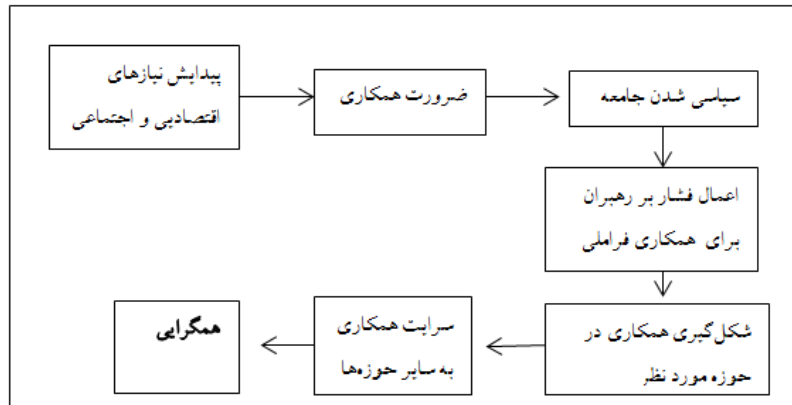 پیدایش نیازهای
اقتصادیی و اجتماعی
ضرورت همکاری
سیاسی شدن جامعه
اعمال فشار بر رهبران
برای همکاری فراملی
شکل‌گیری همکاری در
حوزه مورد نظر
سرایت همکاری
به سایر حوزه‌ها
همگرایی